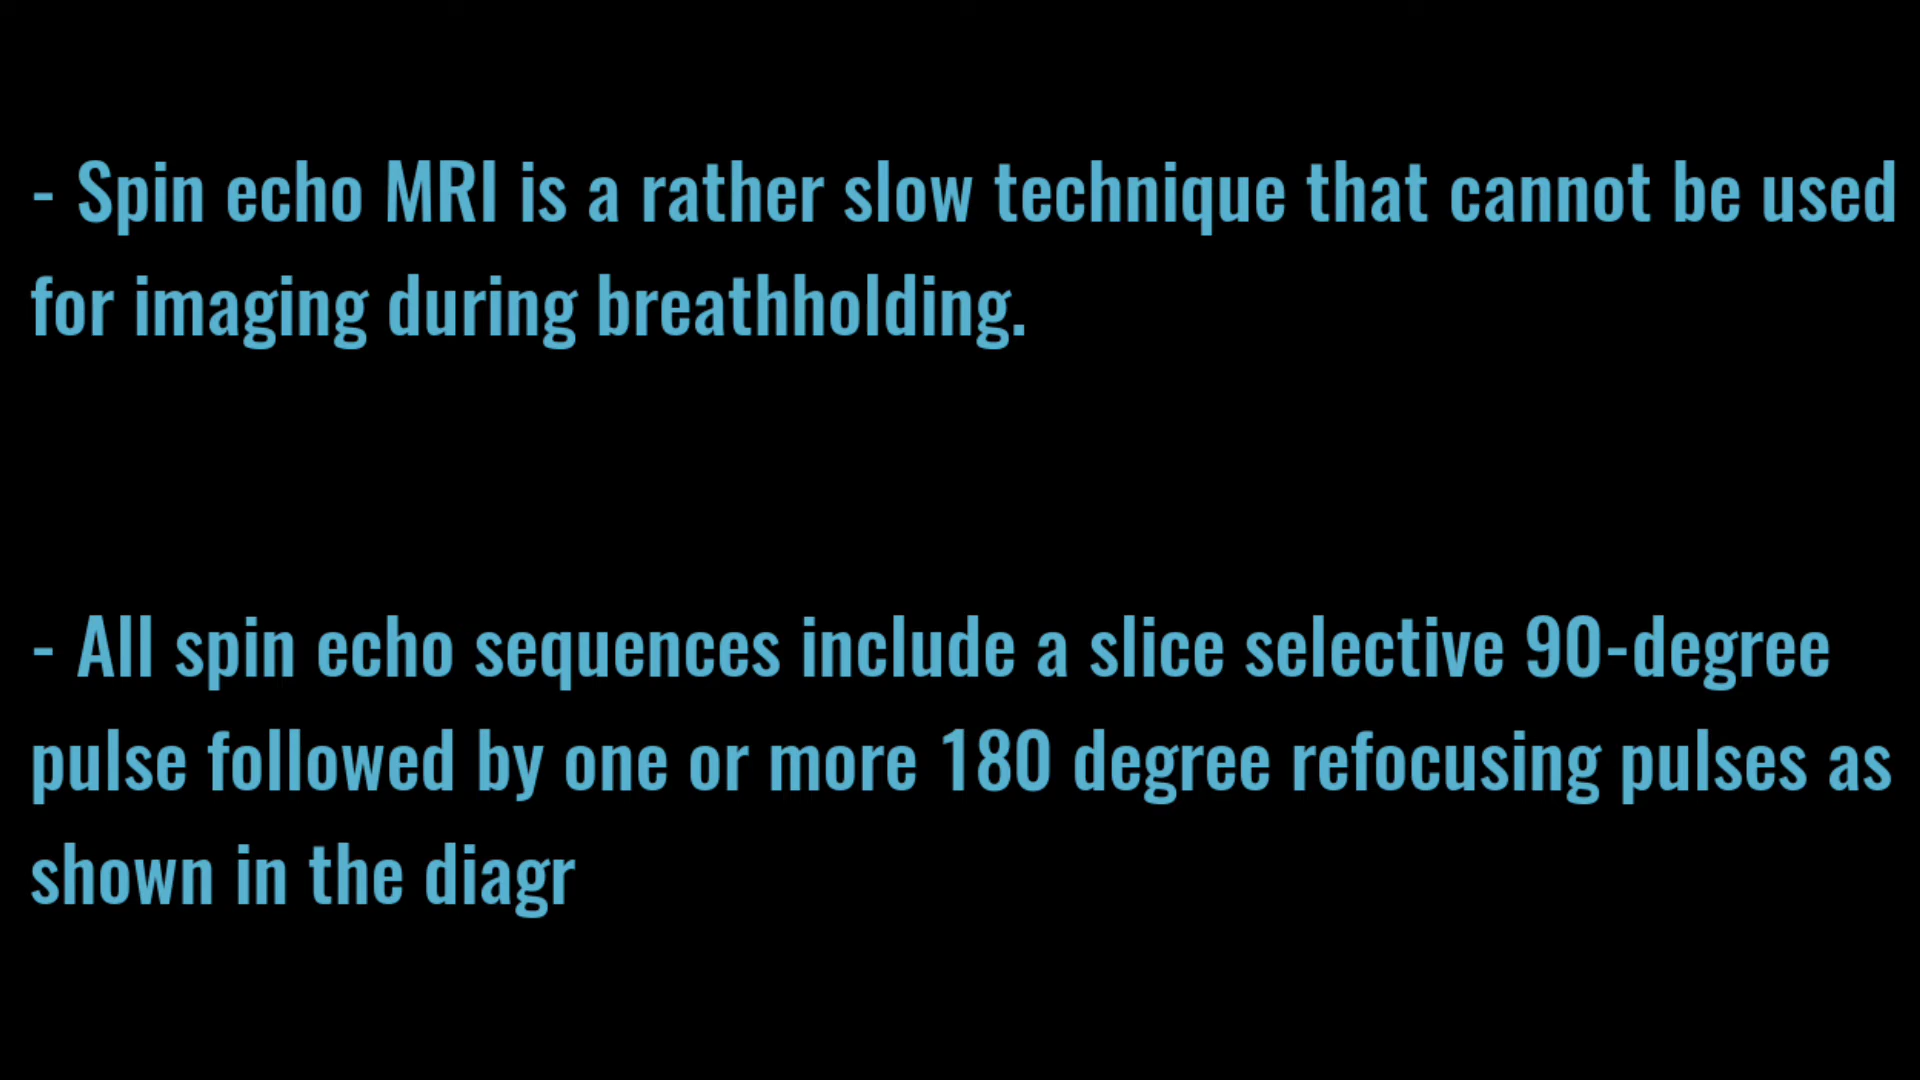 - Spin echo MRI is a rather slow technique that cannot be used
for imaging during breathholding.
- All spin echo sequences include a slice selective 90-degree
pulse followed by one or more 180 degree refocusing pulses as
shown in the diagr